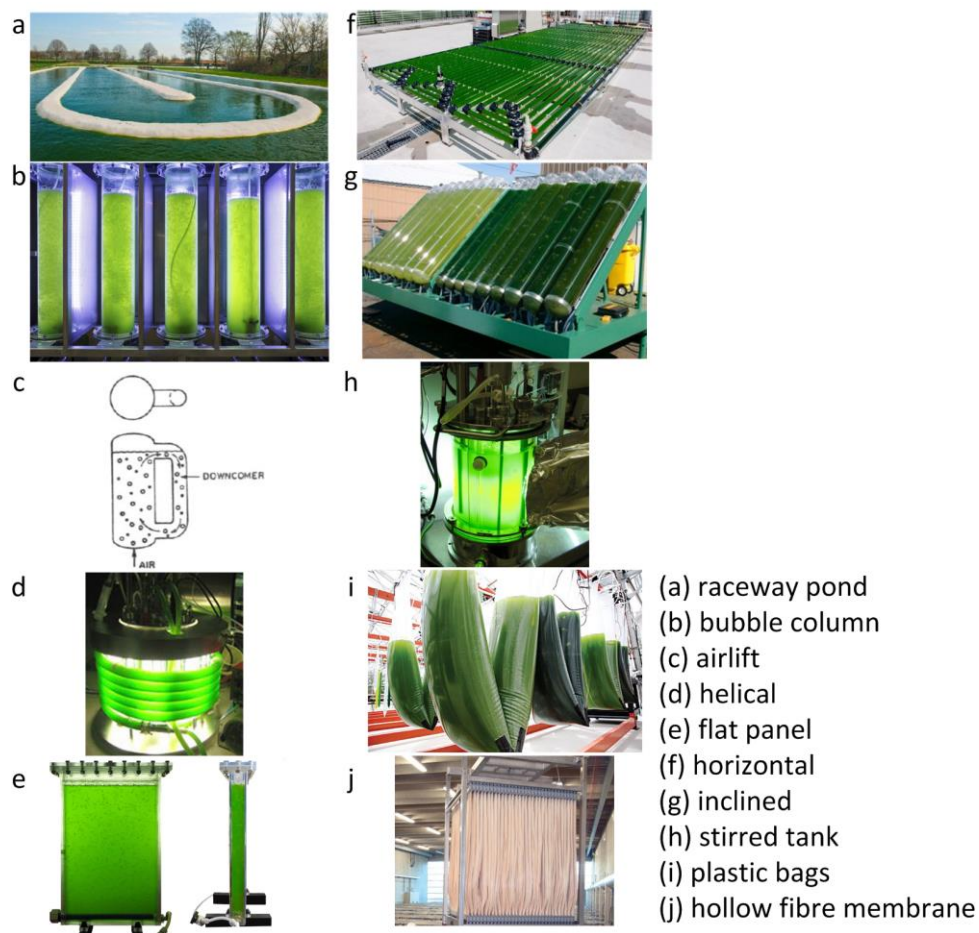 a
f
b
g
c
h
DOWNCOMER
AIR
d
i
e
j
(a) raceway pond
(b) bubble column
(c) airlift
(d) helical
(e) flat panel
(f) horizontal
(g) inclined
(h) stirred tank
(i) plastic bags
(j) hollow fibre membrane